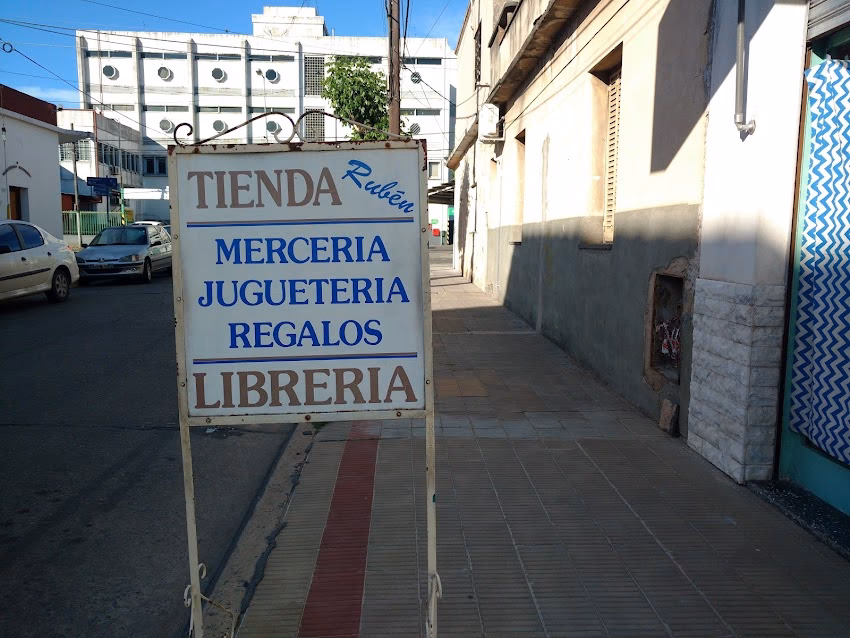 TIENDA Rubén
MERCERIA
JUGUETERIA
REGALOS
LIBRERIA